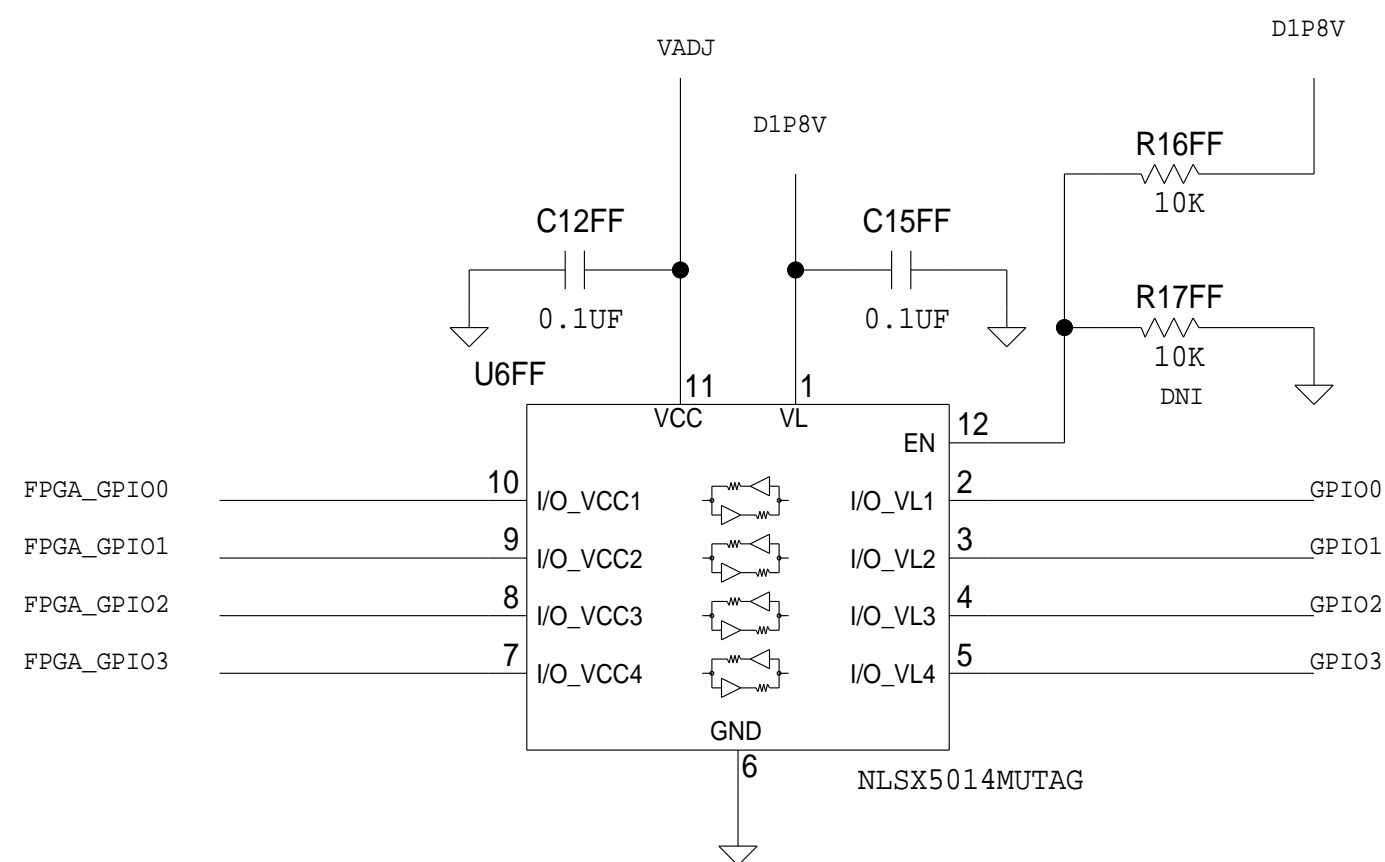 D1P8V
VADJ
D1P8V
R16FF
10K
C12FF
C15FF
0.1UF
0.1UF
R17FF
10K
DNI
U6FF
11
1
VCC
VL
12
EN
FPGA_GPIO0
10
I/O_VCC1
I/O_VL1
2
GPIO0
FPGA_GPIO1
9
I/O_VCC2
I/O_VL2
3
GPIO1
FPGA_GPIO2
8
I/O_VCC3
I/O_VL3
4
GPIO2
FPGA_GPIO3
7
I/O_VCC4
I/O_VL4
5
GPIO3
GND
6
NLSX5014MUTAG